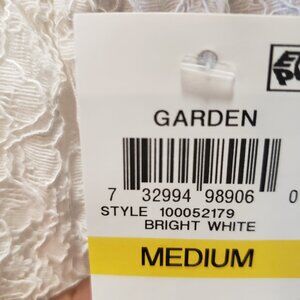 GARDEN
7 32994 98906 0
STYLE 100052179
BRIGHT WHITE
MEDIUM